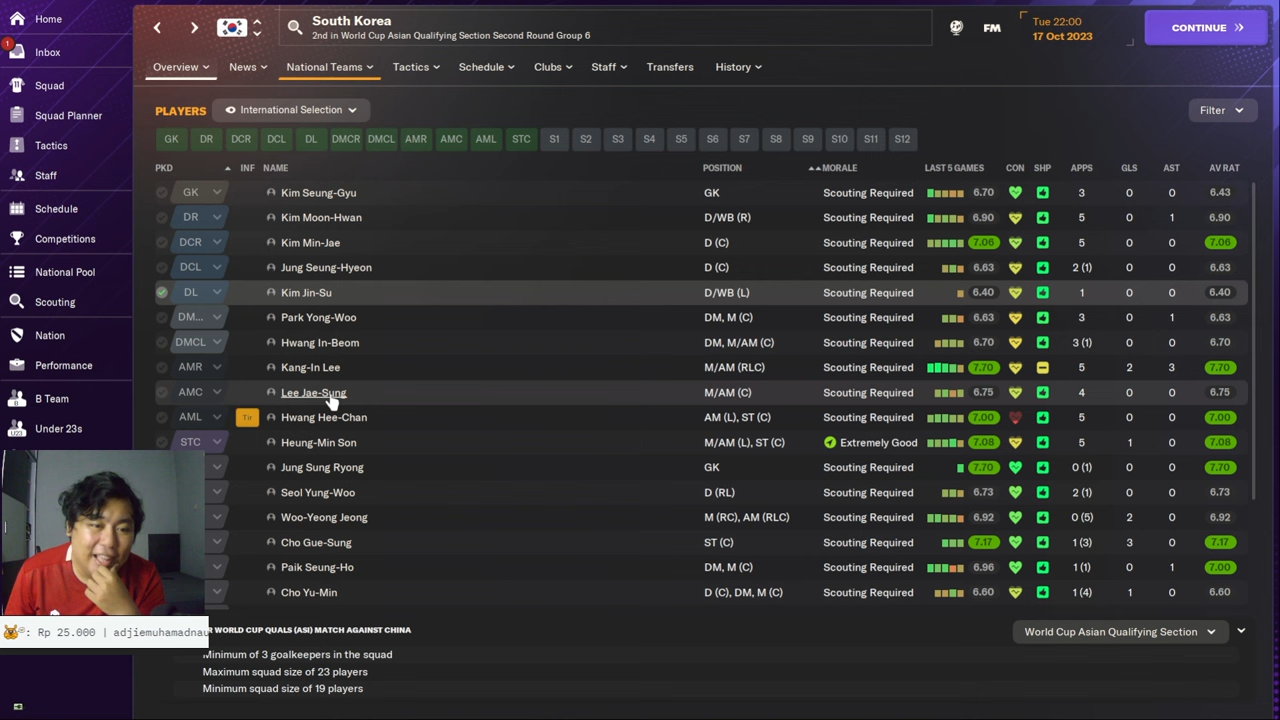 Home
1
Inbox
Squad
Squad Planner
Tactics
Staff
Schedule
Competitions
National Pool
Scouting
Nation
Performance
B Team
Under 23s
South Korea
2nd in World Cup Asian Qualifying Section Second Round Group 6
FM
Tue 22:00
17 Oct 2023
CONTINUE
Overview National Teams News Tactics Schedule Clubs Staff Transfers History
PLAYERS International Selection Filter
GK DR DCR DCL DL DMCR DMCL AMR AMC AML STC S1 S2 S3 S4 S5 S6 S7 S8 S9 S10 S11 S12
PKD INF NAME POSITION MORALE LAST 5 GAMES CON SHP APPS GLS AST AV RAT
GK Kim Seung-Gyu GK Scouting Required 6.70 3 0 0 6.43
DR Kim Moon-Hwan D/WB (R) Scouting Required 6.90 5 0 1 6.90
DCR Kim Min-Jae D (C) Scouting Required 7.06 5 0 0 7.06
DCL Jung Seung-Hyeon D (C) Scouting Required 6.63 2 (1) 0 0 6.63
DL Kim Jin-Su D/WB (L) Scouting Required 6.40 1 0 0 6.40
DM... Park Yong-Woo DM, M (C) Scouting Required 6.63 3 0 1 6.63
DMCL Hwang In-Beom DM, M/AM (C) Scouting Required 6.70 3 (1) 0 0 6.70
AMR Kang-In Lee M/AM (RLC) Scouting Required 7.70 5 2 3 7.70
AMC Lee Jae-Sung M/AM (C) Scouting Required 6.75 4 0 0 6.75
AML Tir Hwang Hee-Chan AM (L), ST (C) Scouting Required 7.00 5 0 0 7.00
STC Heung-Min Son M/AM (L), ST (C) Extremely Good 7.08 5 1 0 7.08
Jung Sung Ryong GK Scouting Required 7.70 0 (1) 0 0 7.70
Seol Yung-Woo D (RL) Scouting Required 6.73 2 (1) 0 0 6.73
Woo-Yeong Jeong M (RC), AM (RLC) Scouting Required 6.92 0 (5) 2 0 6.92
Cho Gue-Sung ST (C) Scouting Required 7.17 1 (3) 3 0 7.17
Paik Seung-Ho DM, M (C) Scouting Required 6.96 1 (1) 0 1 7.00
Cho Yu-Min D (C), DM, M (C) Scouting Required 6.60 1 (4) 1 0 6.60
: Rp 25.000 | adjiemuhamadnau
R WORLD CUP QUALS (ASI) MATCH AGAINST CHINA World Cup Asian Qualifying Section
Minimum of 3 goalkeepers in the squad
Maximum squad size of 23 players
Minimum squad size of 19 players